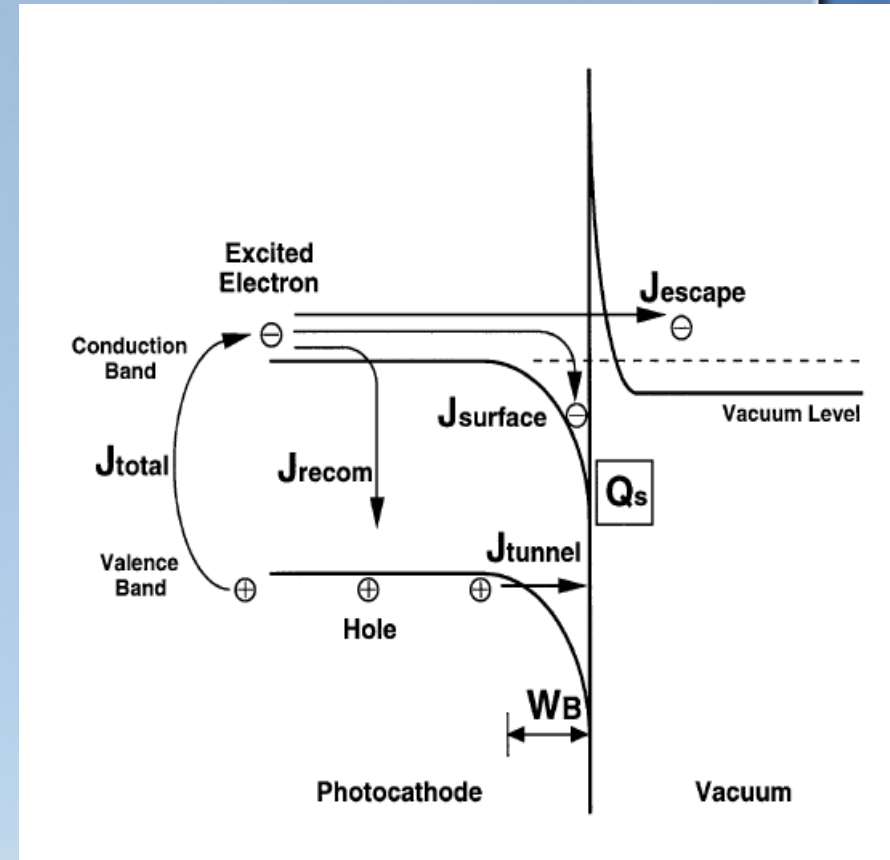 Excited
Electron
Jescape
Conduction
Band
Vacuum Level
Jsurface
Jtotal
Jrecom
Qs
Jtunnel
Valence
Band
Hole
WB
Photocathode
Vacuum